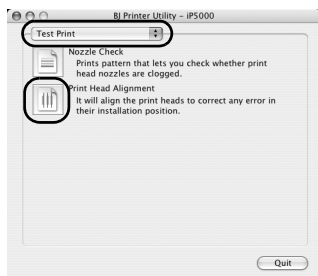 BJ Printer Utility – iP5000
Test Print
Nozzle Check
Prints pattern that lets you check whether print
head nozzles are clogged.
Print Head Alignment
It will align the print heads to correct any error in
their installation position.
Quit